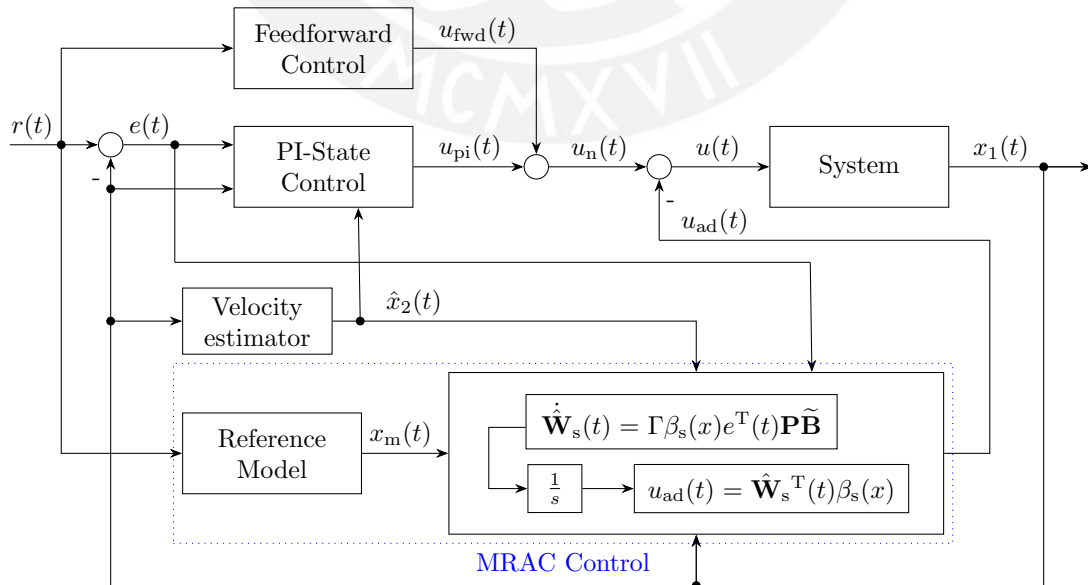 Feedforward
Control
u_fwd(t)
MCMXVII
r(t)
e(t)
-
PI-State
Control
u_pi(t)
u_n(t)
-
u(t)
System
x_1(t)
u_ad(t)
Velocity
estimator
x̂_2(t)
Reference
Model
x_m(t)
Ẇ̂_s(t) = Γβ_s(x)e^T(t)PB̃
1/s
u_ad(t) = Ŵ_s^T(t)β_s(x)
MRAC Control